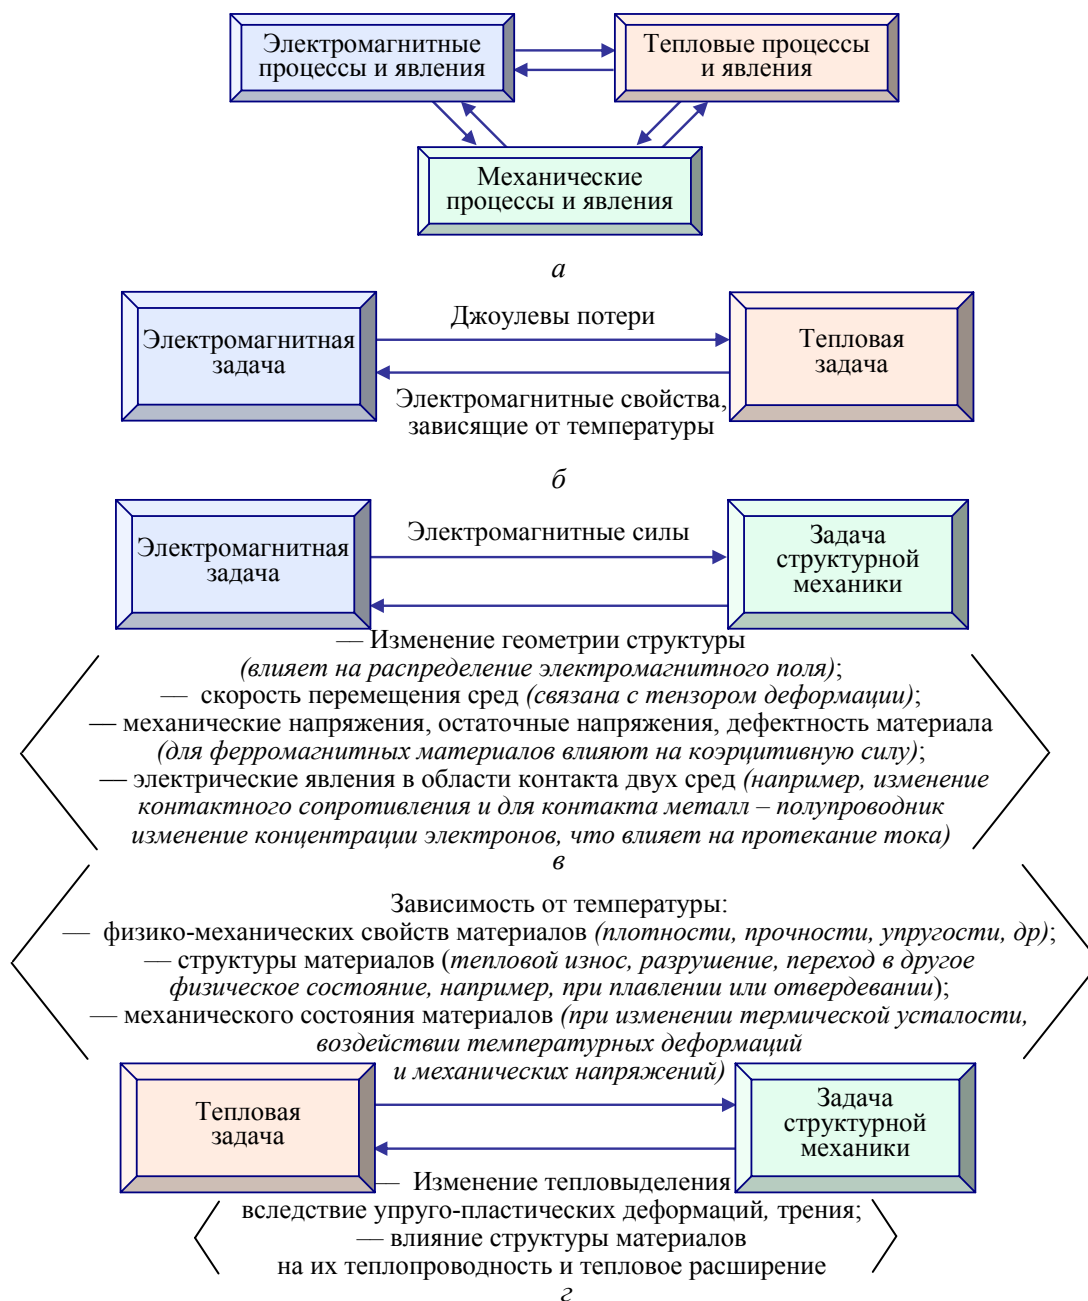 Электромагнитные
процессы и явления
Тепловые процессы
и явления
Механические
процессы и явления
а
Электромагнитная
задача
Джоулевы потери
Тепловая
задача
Электромагнитные свойства,
зависящие от температуры
б
Электромагнитная
задача
Электромагнитные силы
Задача
структурной
механики
— Изменение геометрии структуры
(влияет на распределение электромагнитного поля);
— скорость перемещения сред (связана с тензором деформации);
— механические напряжения, остаточные напряжения, дефектность материала
(для ферромагнитных материалов влияют на коэрцитивную силу);
— электрические явления в области контакта двух сред (например, изменение
контактного сопротивления и для контакта металл – полупроводник
изменение концентрации электронов, что влияет на протекание тока)
в
Зависимость от температуры:
— физико-механических свойств материалов (плотности, прочности, упругости, др);
— структуры материалов (тепловой износ, разрушение, переход в другое
физическое состояние, например, при плавлении или отвердевании);
— механического состояния материалов (при изменении термической усталости,
воздействии температурных деформаций
и механических напряжений)
Тепловая
задача
Задача
структурной
механики
— Изменение тепловыделения
вследствие упруго-пластических деформаций, трения;
— влияние структуры материалов
на их теплопроводность и тепловое расширение
г